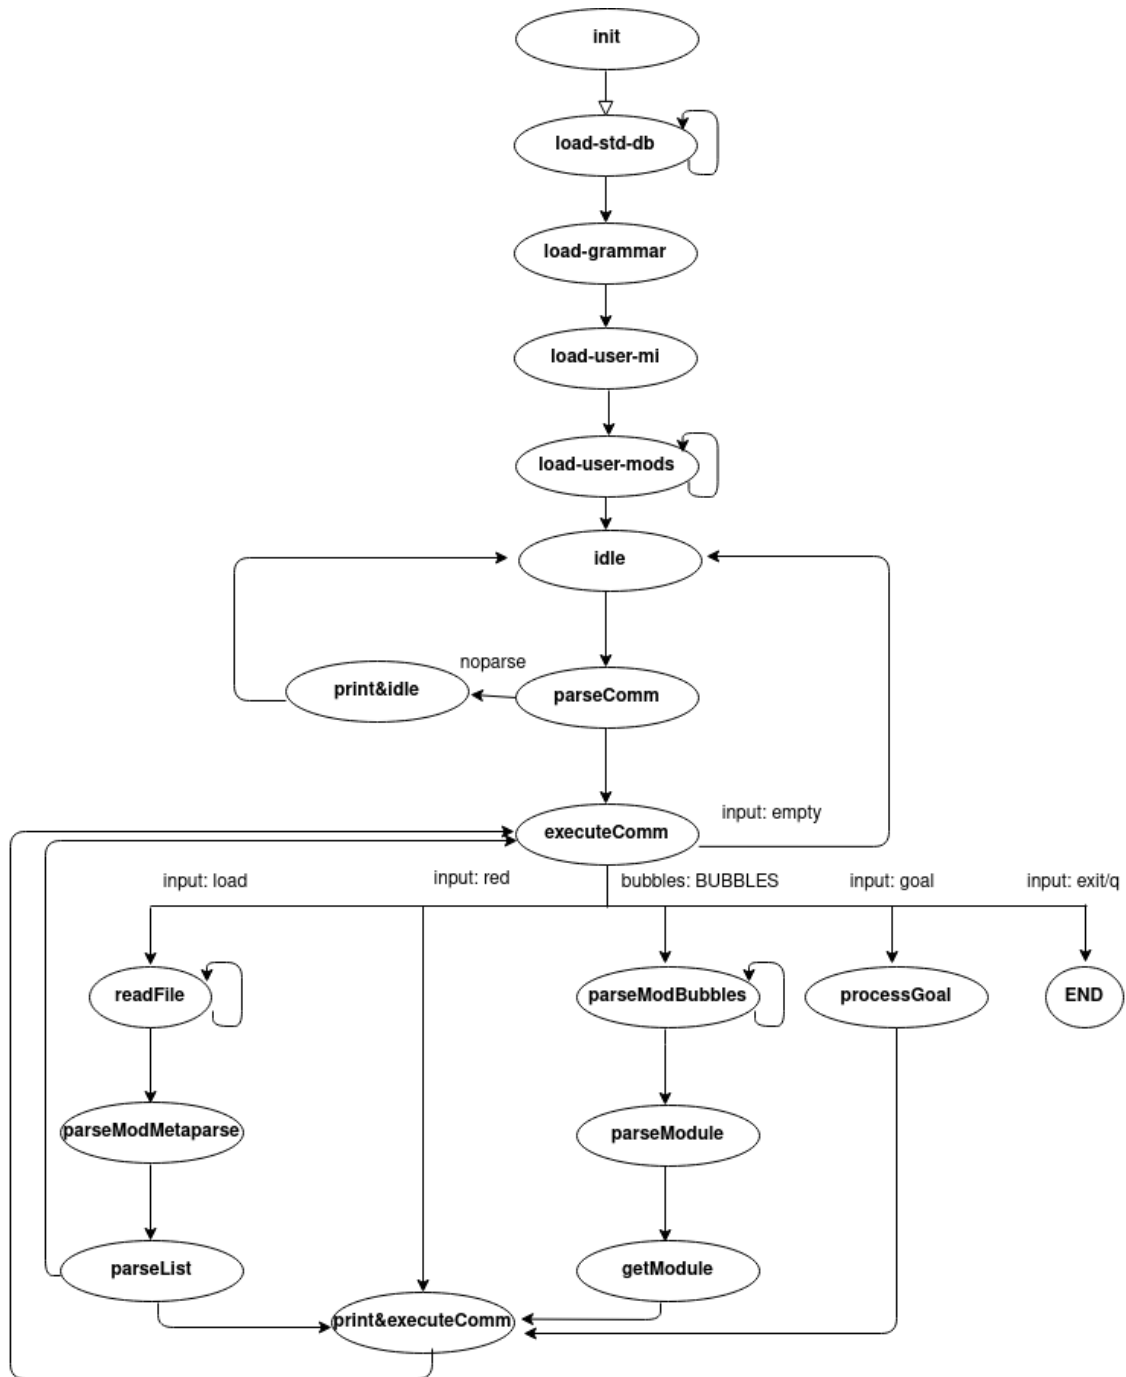 init
load-std-db
load-grammar
load-user-mi
load-user-mods
idle
noparse
print&idle
parseComm
input: empty
executeComm
input: load
input: red
bubbles: BUBBLES
input: goal
input: exit/q
readFile
parseModBubbles
processGoal
END
parseModMetaparse
parseModule
parseList
getModule
print&executeComm